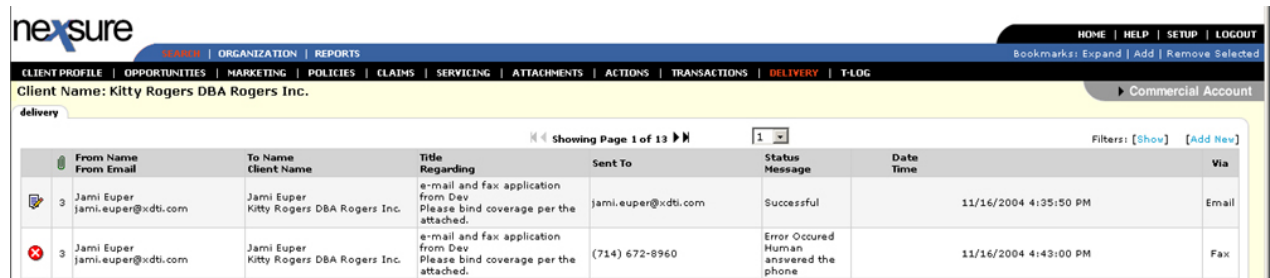 nexsure
HOME | HELP | SETUP | LOGOUT
SEARCH | ORGANIZATION | REPORTS
Bookmarks: Expand | Add | Remove Selected
CLIENT PROFILE | OPPORTUNITIES | MARKETING | POLICIES | CLAIMS | SERVICING | ATTACHMENTS | ACTIONS | TRANSACTIONS | DELIVERY | T-LOG
Client Name: Kitty Rogers DBA Rogers Inc.
Commercial Account
delivery
Showing Page 1 of 13
1
Filters: [Show] [Add New]
From Name
From Email
To Name
Client Name
Title
Regarding
Sent To
Status
Message
Date
Time
Via
3
Jami Euper
jami.euper@xdti.com
Jami Euper
Kitty Rogers DBA Rogers Inc.
e-mail and fax application
from Dev
Please bind coverage per the
attached.
jami.euper@xdti.com
Successful
11/16/2004 4:35:50 PM
Email
3
Jami Euper
jami.euper@xdti.com
Jami Euper
Kitty Rogers DBA Rogers Inc.
e-mail and fax application
from Dev
Please bind coverage per the
attached.
(714) 672-8960
Error Occured
Human
answered the
phone
11/16/2004 4:43:00 PM
Fax